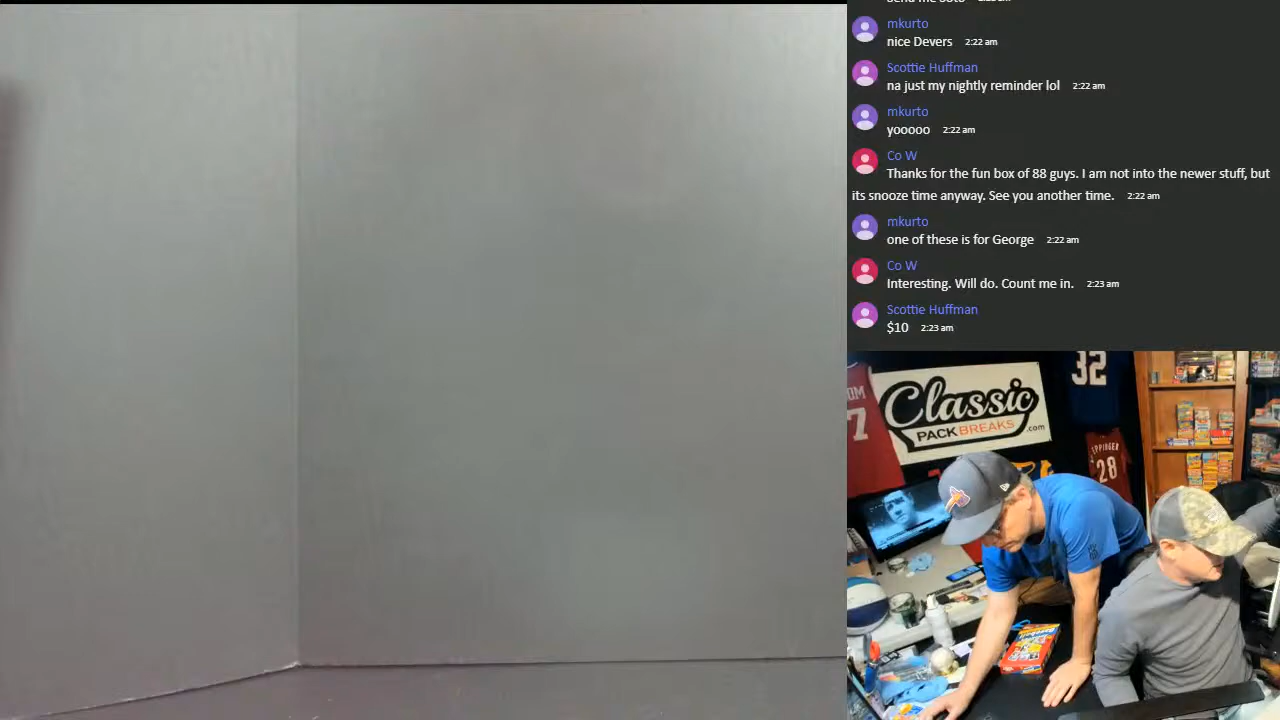 mkurto
nice Devers 2:22 am
Scottie Huffman
na just my nightly reminder lol 2:22 am
mkurto
yooooo 2:22 am
Co W
Thanks for the fun box of 88 guys. I am not into the newer stuff, but
its snooze time anyway. See you another time. 2:22 am
mkurto
one of these is for George 2:22 am
Co W
Interesting. Will do. Count me in. 2:23 am
Scottie Huffman
$10 2:23 am
32
7
Classic
PACK BREAKS.com
28